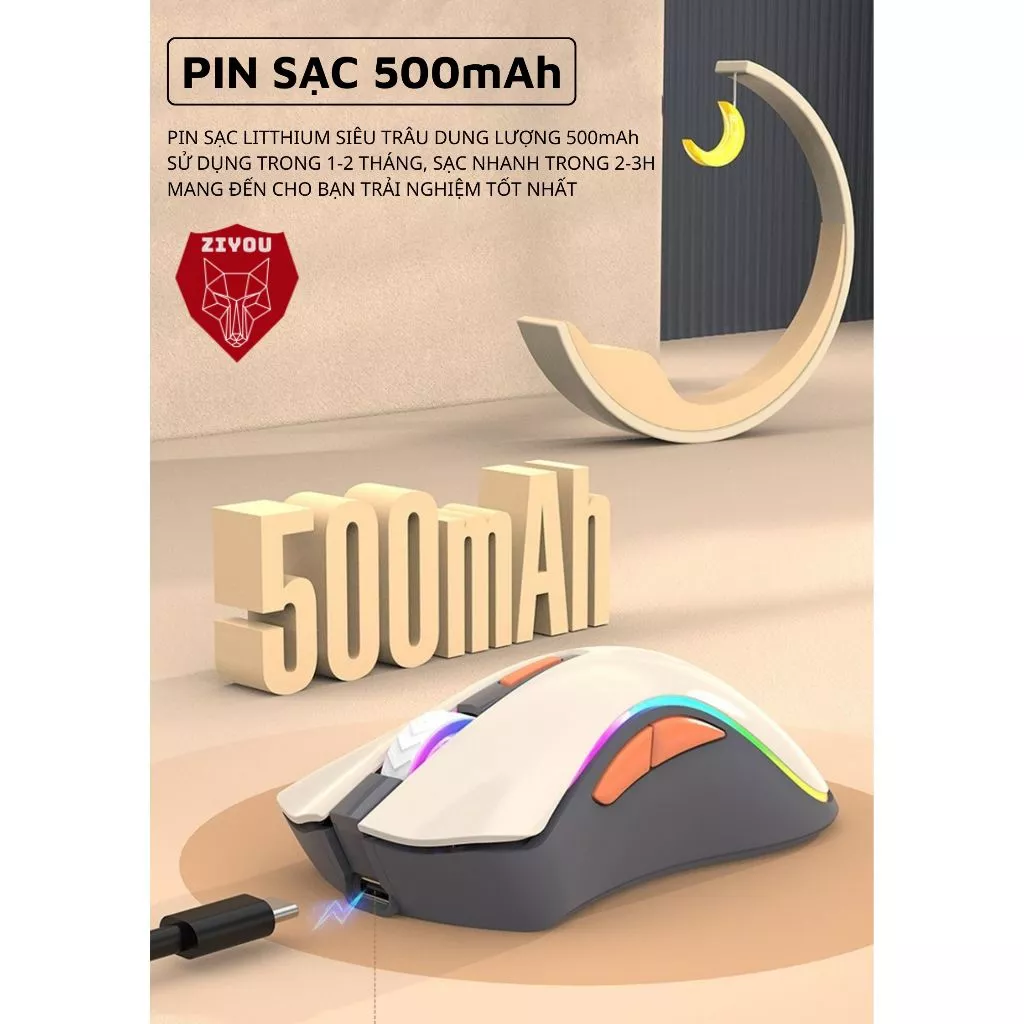 PIN SẠC 500mAh
PIN SẠC LITTHIUM SIÊU TRÂU DUNG LƯỢNG 500mAh
SỬ DỤNG TRONG 1-2 THÁNG, SẠC NHANH TRONG 2-3H
MANG ĐẾN CHO BẠN TRẢI NGHIỆM TỐT NHẤT
ZIYOU
500mAh